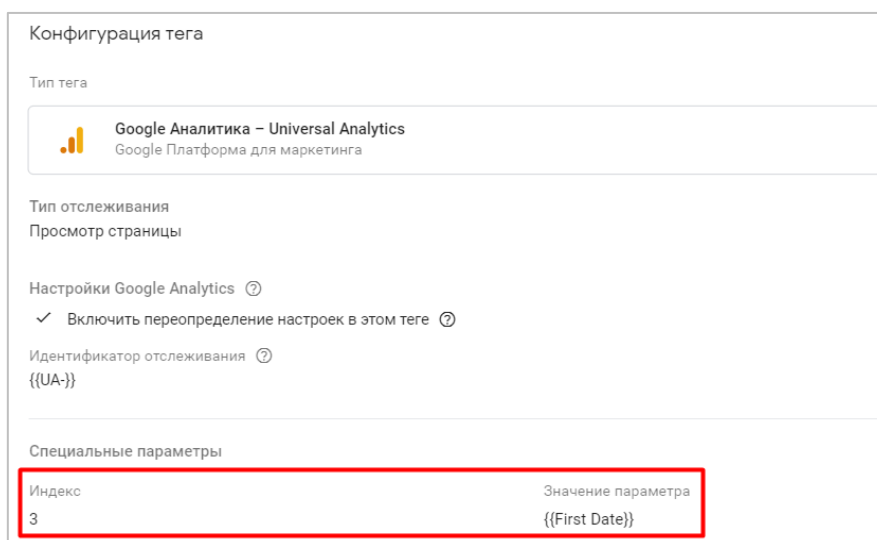 Конфигурация тега
Тип тега
Google Аналитика – Universal Analytics
Google Платформа для маркетинга
Тип отслеживания
Просмотр страницы
Настройки Google Analytics ?
✓ Включить переопределение настроек в этом теге ?
Идентификатор отслеживания ?
{{UA-}}
Специальные параметры
Индекс Значение параметра
3 {{First Date}}